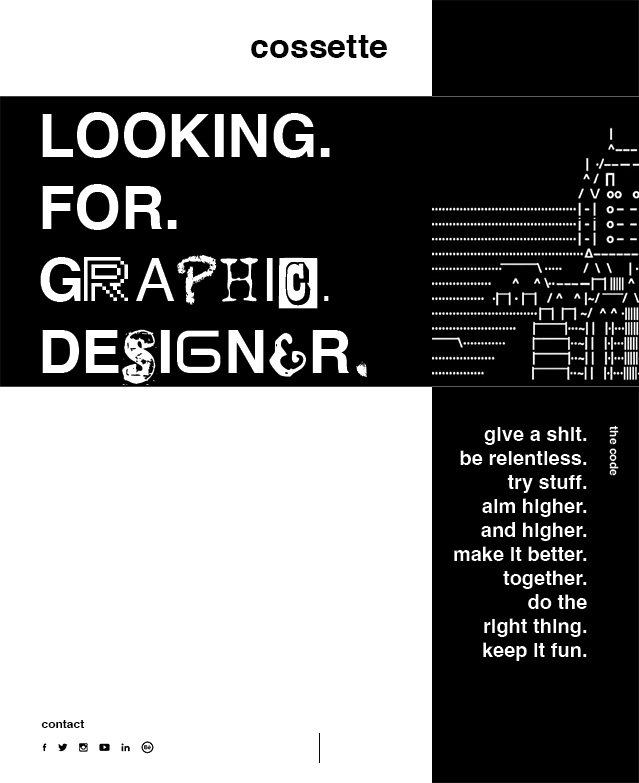 cossette
LOOKING.
FOR.
GRAPHIC.
DESIGNER.
the code
give a shit.
be relentless.
try stuff.
aim higher.
and higher.
make it better.
together.
do the
right thing.
keep it fun.
contact